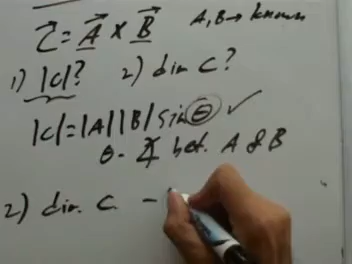 C⃗ = A⃗ × B⃗ A, B → known
1) |C|? 2) dir C?
|C| = |A||B| sin θ ✓
θ - ∠ bet. A & B
2) dir. C -